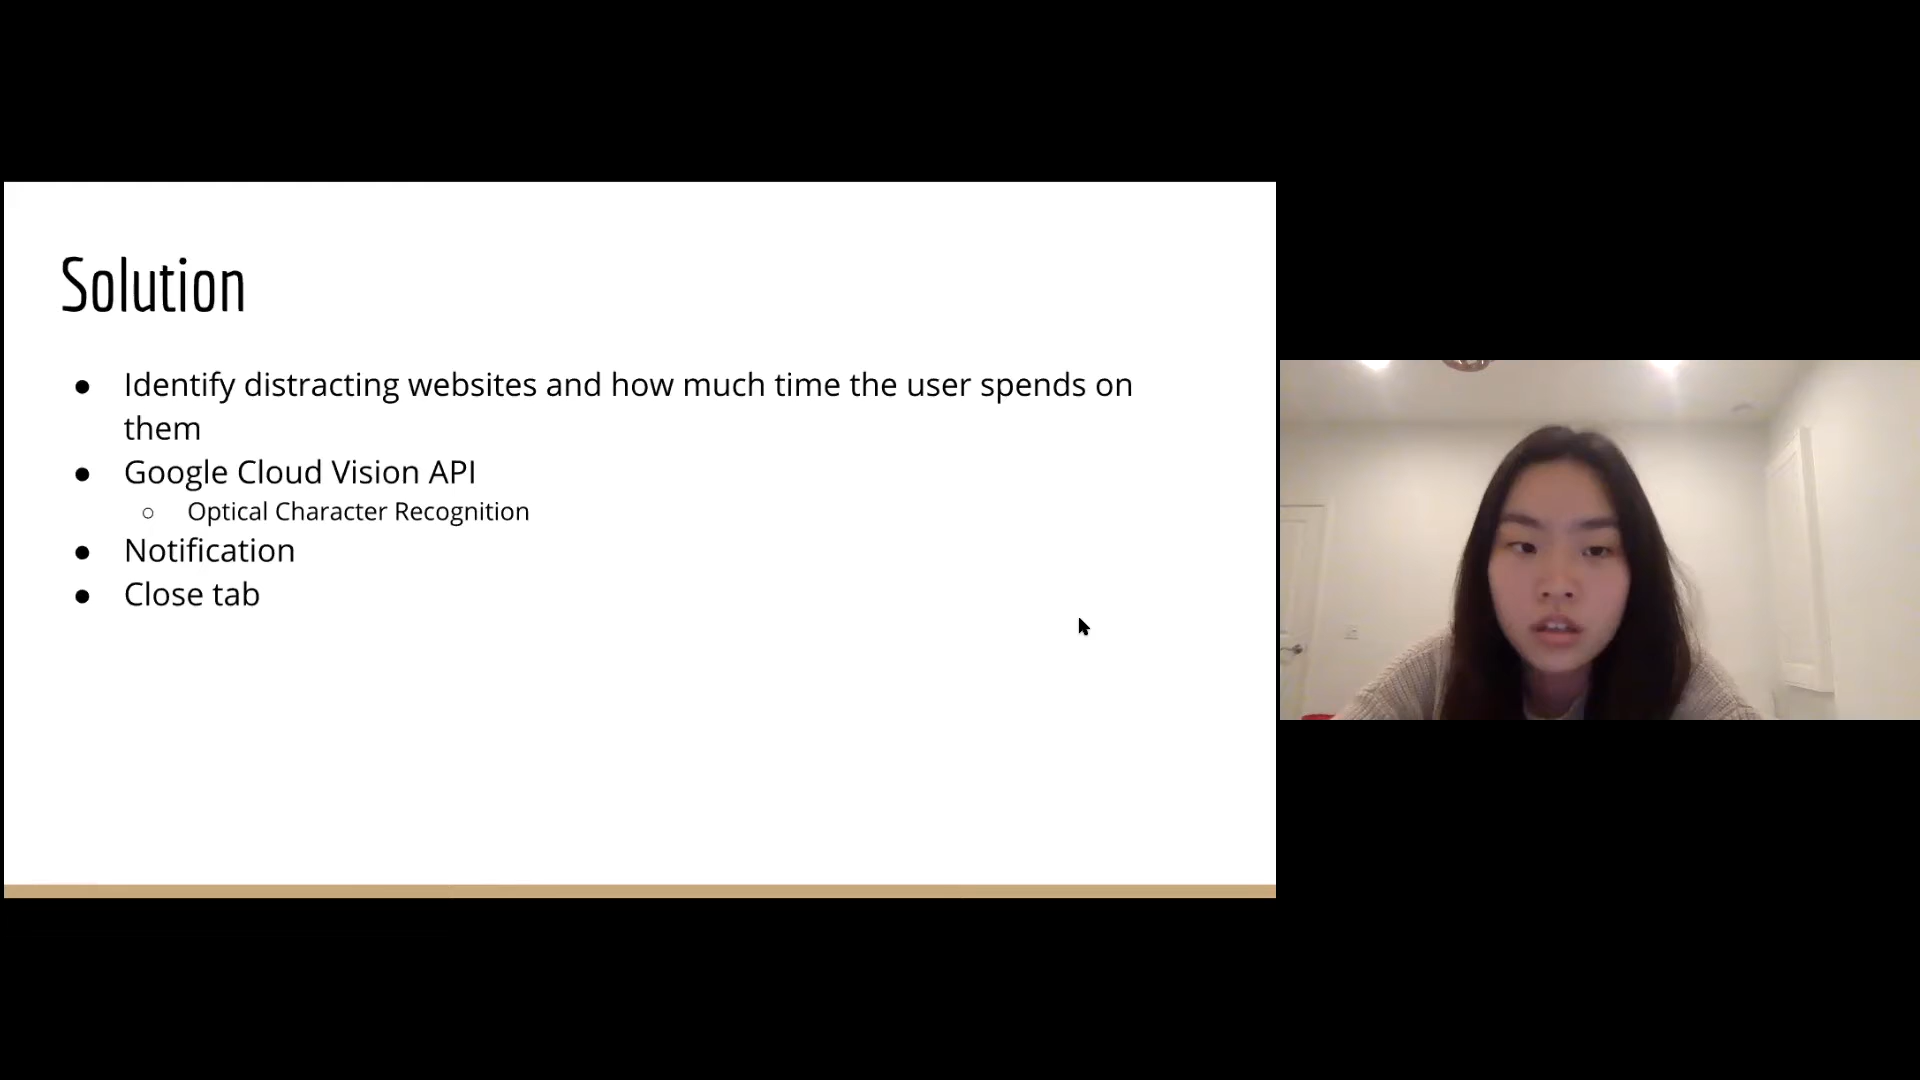 Solution
● Identify distracting websites and how much time the user spends on
them
● Google Cloud Vision API
○ Optical Character Recognition
● Notification
● Close tab